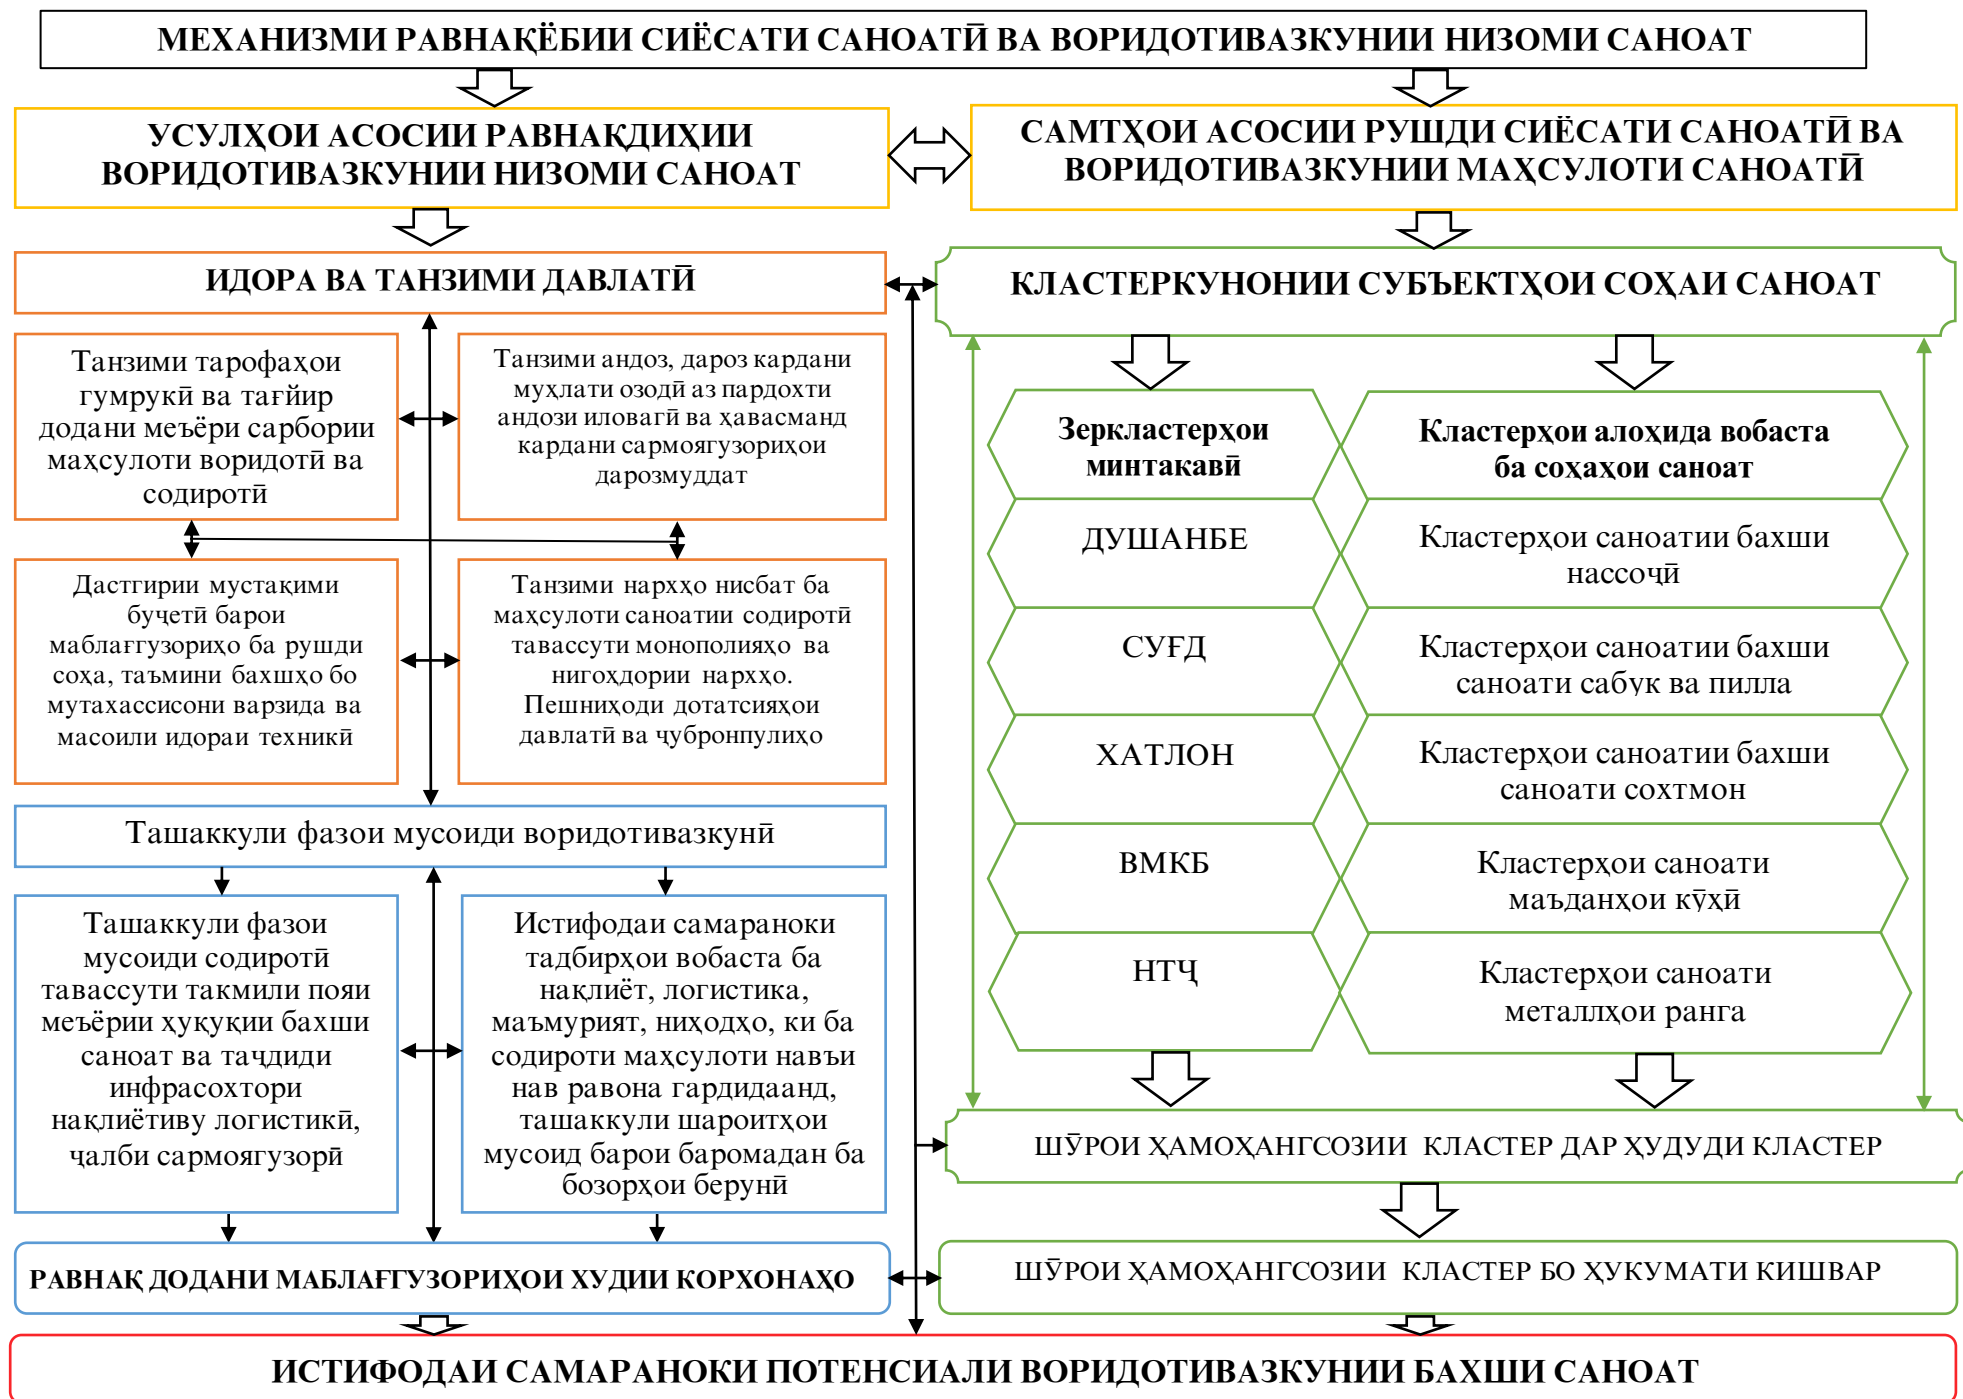 МЕХАНИЗМИ РАВНАҚЁБИИ СИЁСАТИ САНОАТӢ ВА ВОРИДОТИВАЗКУНИИ НИЗОМИ САНОАТ
УСУЛҲОИ АСОСИИ РАВНАҚДИҲИИ
ВОРИДОТИВАЗКУНИИ НИЗОМИ САНОАТ
САМТҲОИ АСОСИИ РУШДИ СИЁСАТИ САНОАТӢ ВА
ВОРИДОТИВАЗКУНИИ МАҲСУЛОТИ САНОАТӢ
ИДОРА ВА ТАНЗИМИ ДАВЛАТӢ
Танзими тарофаҳои
гумрукӣ ва тағйир
додани меъёри сарбории
маҳсулоти воридотӣ ва
содиротӣ
Танзими андоз, дароз кардани
муҳлати озодӣ аз пардохти
андози иловагӣ ва ҳавасманд
кардани сармоягузориҳои
дарозмуддат
Дастгирии мустақими
буҷетӣ барои
маблағгузориҳо ба рушди
соҳа, таъмини бахшҳо бо
мутахассисони варзида ва
масоили идораи техникӣ
Танзими нархҳо нисбат ба
маҳсулоти саноатии содиротӣ
тавассути монополияҳо ва
нигоҳдории нархҳо.
Пешниҳоди дотатсияҳои
давлатӣ ва ҷубронпулиҳо
Ташаккули фазои мусоиди воридотивазкунӣ
Ташаккули фазои
мусоиди содиротӣ
тавассути такмили пояи
меъёрии ҳуқуқии бахши
саноат ва таҷдиди
инфрасохтори
нақлиётиву логистикӣ,
ҷалби сармоягузорӣ
Истифодаи самараноки
тадбирҳои вобаста ба
нақлиёт, логистика,
маъмурият, ниҳодҳо, ки ба
содироти маҳсулоти навъи
нав равона гардидаанд,
ташаккули шароитҳои
мусоид барои баромадан ба
бозорҳои берунӣ
РАВНАҚ ДОДАНИ МАБЛАҒГУЗОРИҲОИ ХУДИИ КОРХОНАҲО
КЛАСТЕРКУНОНИИ СУБЪЕКТҲОИ СОҲАИ САНОАТ
Зеркластерҳои
минтакавӣ
ДУШАНБЕ
СУҒД
ХАТЛОН
ВМКБ
НТҶ
Кластерҳои алоҳида вобаста
ба соҳаҳои саноат
Кластерҳои саноатии бахши
нассоҷӣ
Кластерҳои саноатии бахши
саноати сабук ва пилла
Кластерҳои саноатии бахши
саноати сохтмон
Кластерҳои саноати
маъданҳои кӯҳӣ
Кластерҳои саноати
металлҳои ранга
ШӮРОИ ҲАМОҲАНГСОЗИИ КЛАСТЕР ДАР ҲУДУДИ КЛАСТЕР
ШӮРОИ ҲАМОҲАНГСОЗИИ КЛАСТЕР БО ҲУКУМАТИ КИШВАР
ИСТИФОДАИ САМАРАНОКИ ПОТЕНСИАЛИ ВОРИДОТИВАЗКУНИИ БАХШИ САНОАТ